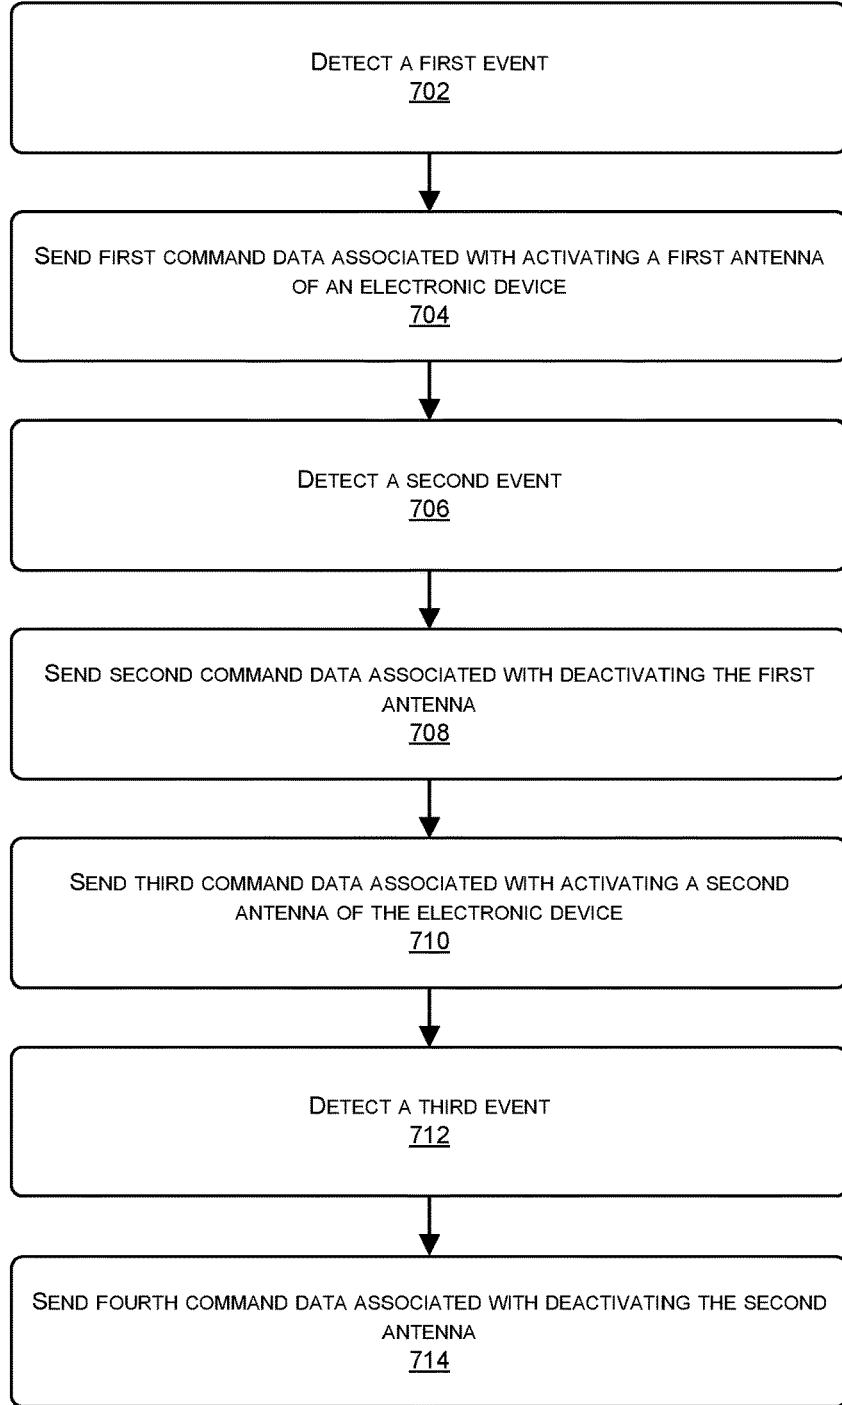 DETECT A FIRST EVENT
702
SEND FIRST COMMAND DATA ASSOCIATED WITH ACTIVATING A FIRST ANTENNA
OF AN ELECTRONIC DEVICE
704
DETECT A SECOND EVENT
706
SEND SECOND COMMAND DATA ASSOCIATED WITH DEACTIVATING THE FIRST
ANTENNA
708
SEND THIRD COMMAND DATA ASSOCIATED WITH ACTIVATING A SECOND
ANTENNA OF THE ELECTRONIC DEVICE
710
DETECT A THIRD EVENT
712
SEND FOURTH COMMAND DATA ASSOCIATED WITH DEACTIVATING THE SECOND
ANTENNA
714